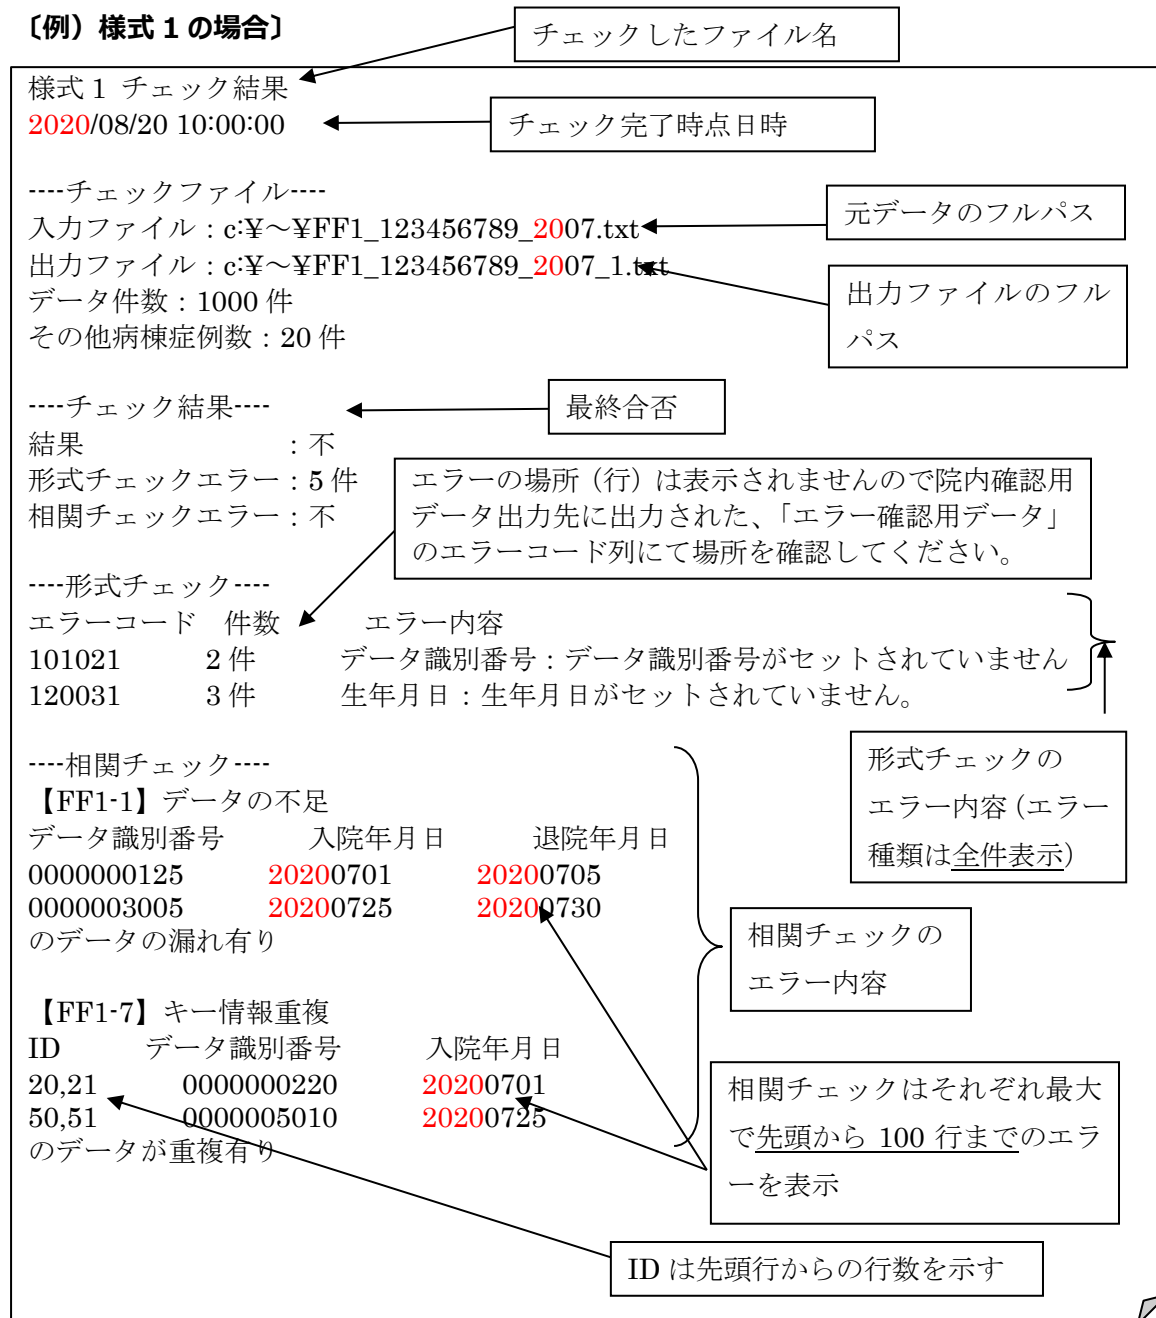 〔例）様式１の場合〕
チェックしたファイル名
様式 1 チェック結果
2020/08/20 10:00:00
チェック完了時点日時
----チェックファイル----
入力ファイル：c:¥～¥FF1_123456789_2007.txt
元データのフルパス
出力ファイル：c:¥～¥FF1_123456789_2007_1.txt
データ件数：1000 件
出力ファイルのフル
パス
その他病棟症例数：20 件
----チェック結果----
最終合否
結果　　　　　　　：不
形式チェックエラー：5 件
相関チェックエラー：不
エラーの場所（行）は表示されませんので院内確認用
データ出力先に出力された、「エラー確認用データ」
のエラーコード列にて場所を確認してください。
----形式チェック----
エラーコード　件数　　　エラー内容
101021　　2 件　　データ識別番号：データ識別番号がセットされていません
120031　　3 件　　生年月日：生年月日がセットされていません。
形式チェックの
エラー内容（エラー
種類は全件表示）
----相関チェック----
【FF1-1】データの不足
データ識別番号　　　入院年月日　　　退院年月日
0000000125　　20200701　　20200705
0000003005　　20200725　　20200730
のデータの漏れ有り
相関チェックの
エラー内容
【FF1-7】キー情報重複
ID　　データ識別番号　　　入院年月日
20,21　　0000000220　　20200701
50,51　　0000005010　　20200725
のデータが重複有り
相関チェックはそれぞれ最大
で先頭から 100 行までのエラ
ーを表示
ID は先頭行からの行数を示す